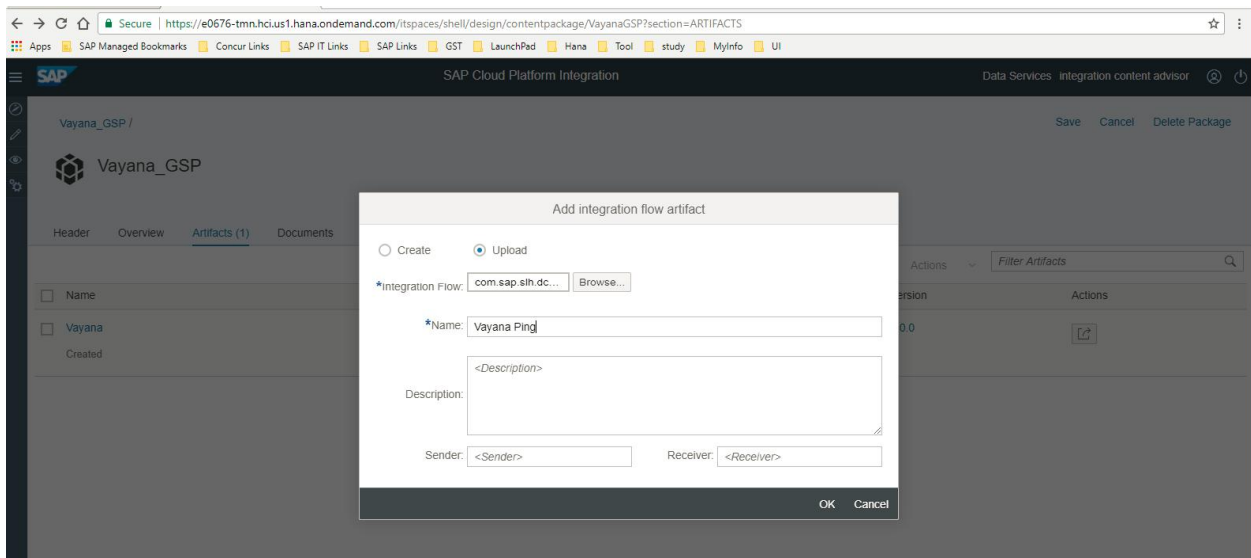 Secure | https://e0676-tmn.hci.us1.hana.ondemand.com/itspaces/shell/design/contentpackage/VayanaGSP?section=ARTIFACTS
Apps SAP Managed Bookmarks Concur Links SAP IT Links SAP Links GST LaunchPad Hana Tool study MyInfo UI
SAP SAP Cloud Platform Integration Data Services integration content advisor
Vayana_GSP / Save Cancel Delete Package
Vayana_GSP
Add integration flow artifact
Header Overview Artifacts (1) Documents
Create Upload
Actions Filter Artifacts
*Integration Flow: com.sap.slh.dc... Browse...
Name ersion Actions
*Name: Vayana Ping
Vayana 0.0
Created
<Description>
Description:
Sender: <Sender> Receiver: <Receiver>
OK Cancel